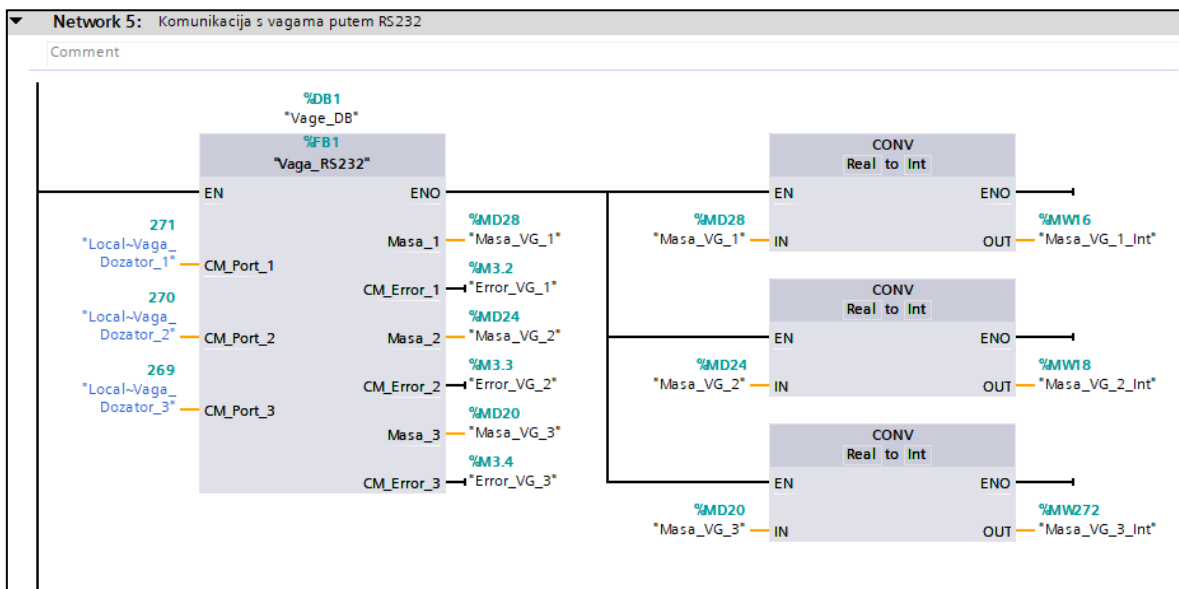 Network 5: Komunikacija s vagama putem RS232
Comment
%DB1
"Vage_DB"
%FB1
"Vaga_RS232"
EN
ENO
271
"Local~Vaga_
Dozator_1"
CM_Port_1
270
"Local~Vaga_
Dozator_2"
CM_Port_2
269
"Local~Vaga_
Dozator_3"
CM_Port_3
Masa_1
%MD28
"Masa_VG_1"
CM_Error_1
%M3.2
"Error_VG_1"
Masa_2
%MD24
"Masa_VG_2"
CM_Error_2
%M3.3
"Error_VG_2"
Masa_3
%MD20
"Masa_VG_3"
CM_Error_3
%M3.4
"Error_VG_3"
CONV
Real to Int
EN
ENO
%MD28
"Masa_VG_1"
IN
OUT
%MW16
"Masa_VG_1_Int"
CONV
Real to Int
EN
ENO
%MD24
"Masa_VG_2"
IN
OUT
%MW18
"Masa_VG_2_Int"
CONV
Real to Int
EN
ENO
%MD20
"Masa_VG_3"
IN
OUT
%MW272
"Masa_VG_3_Int"